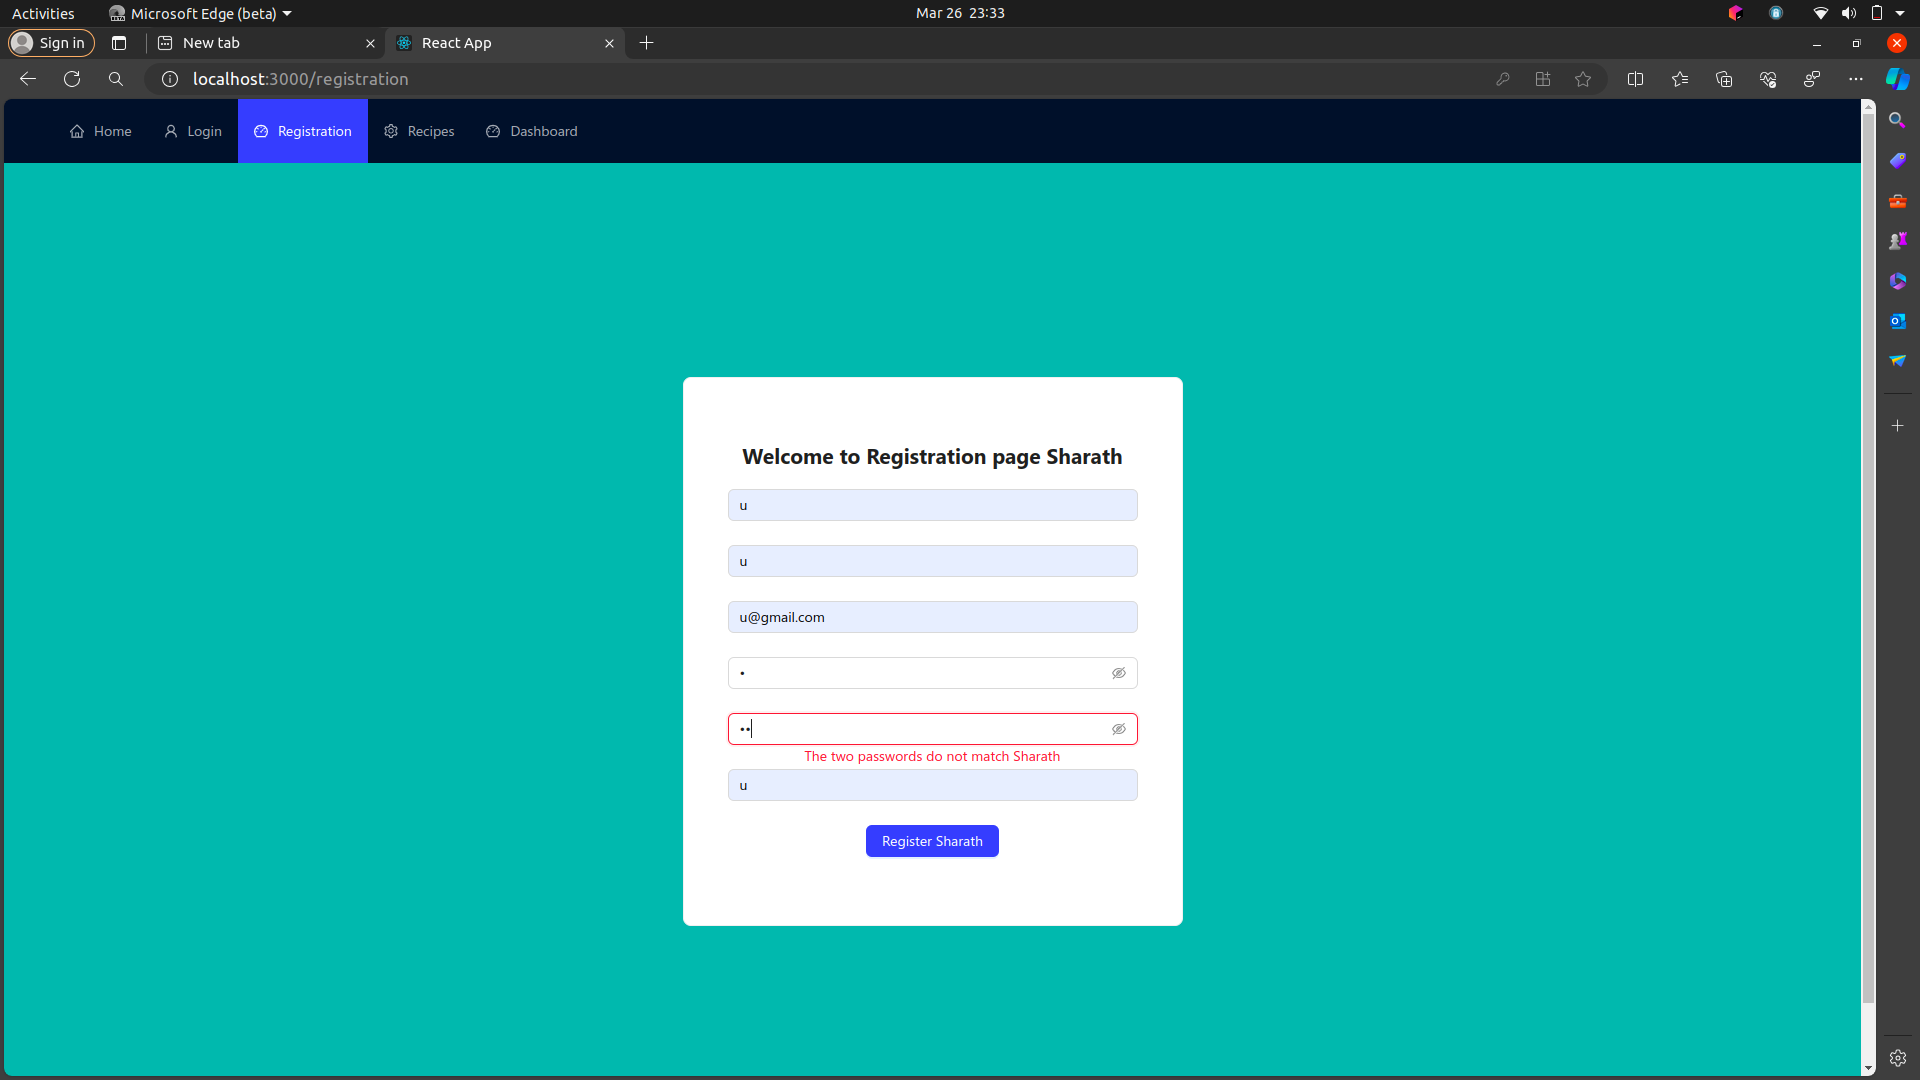 Activities Microsoft Edge (beta) Mar 26 23:33
Sign in New tab React App
localhost:3000/registration
Home Login Registration Recipes Dashboard
Welcome to Registration page Sharath
u
u
u@gmail.com
•
••
The two passwords do not match Sharath
u
Register Sharath